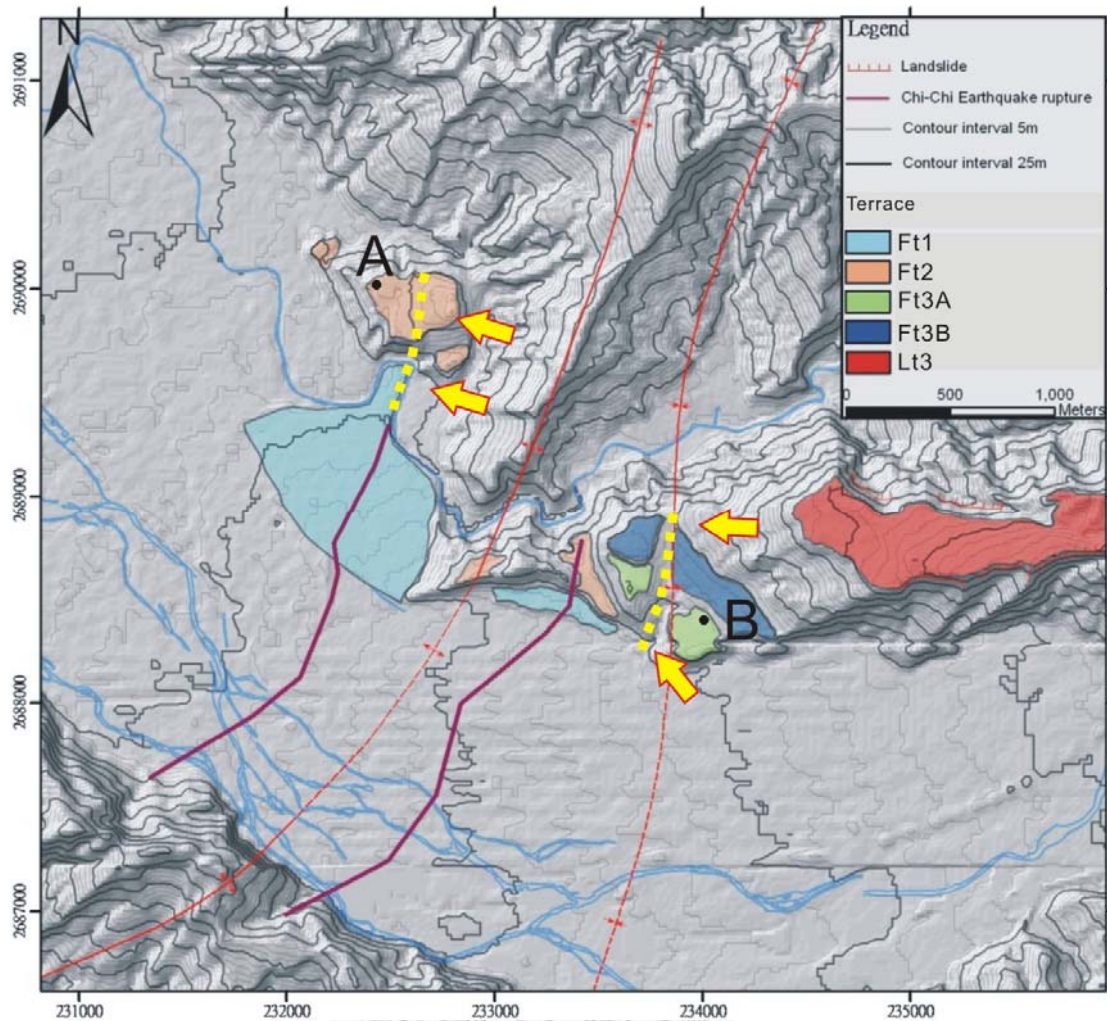 N
A
B
Legend
Landslide
Chi-Chi Earthquake rupture
Contour interval 5m
Contour interval 25m
Terrace
Ft1
Ft2
Ft3A
Ft3B
Lt3
0 500 1,000
Meters
2691000
2690000
2689000
2688000
2687000
231000 232000 233000 234000 235000